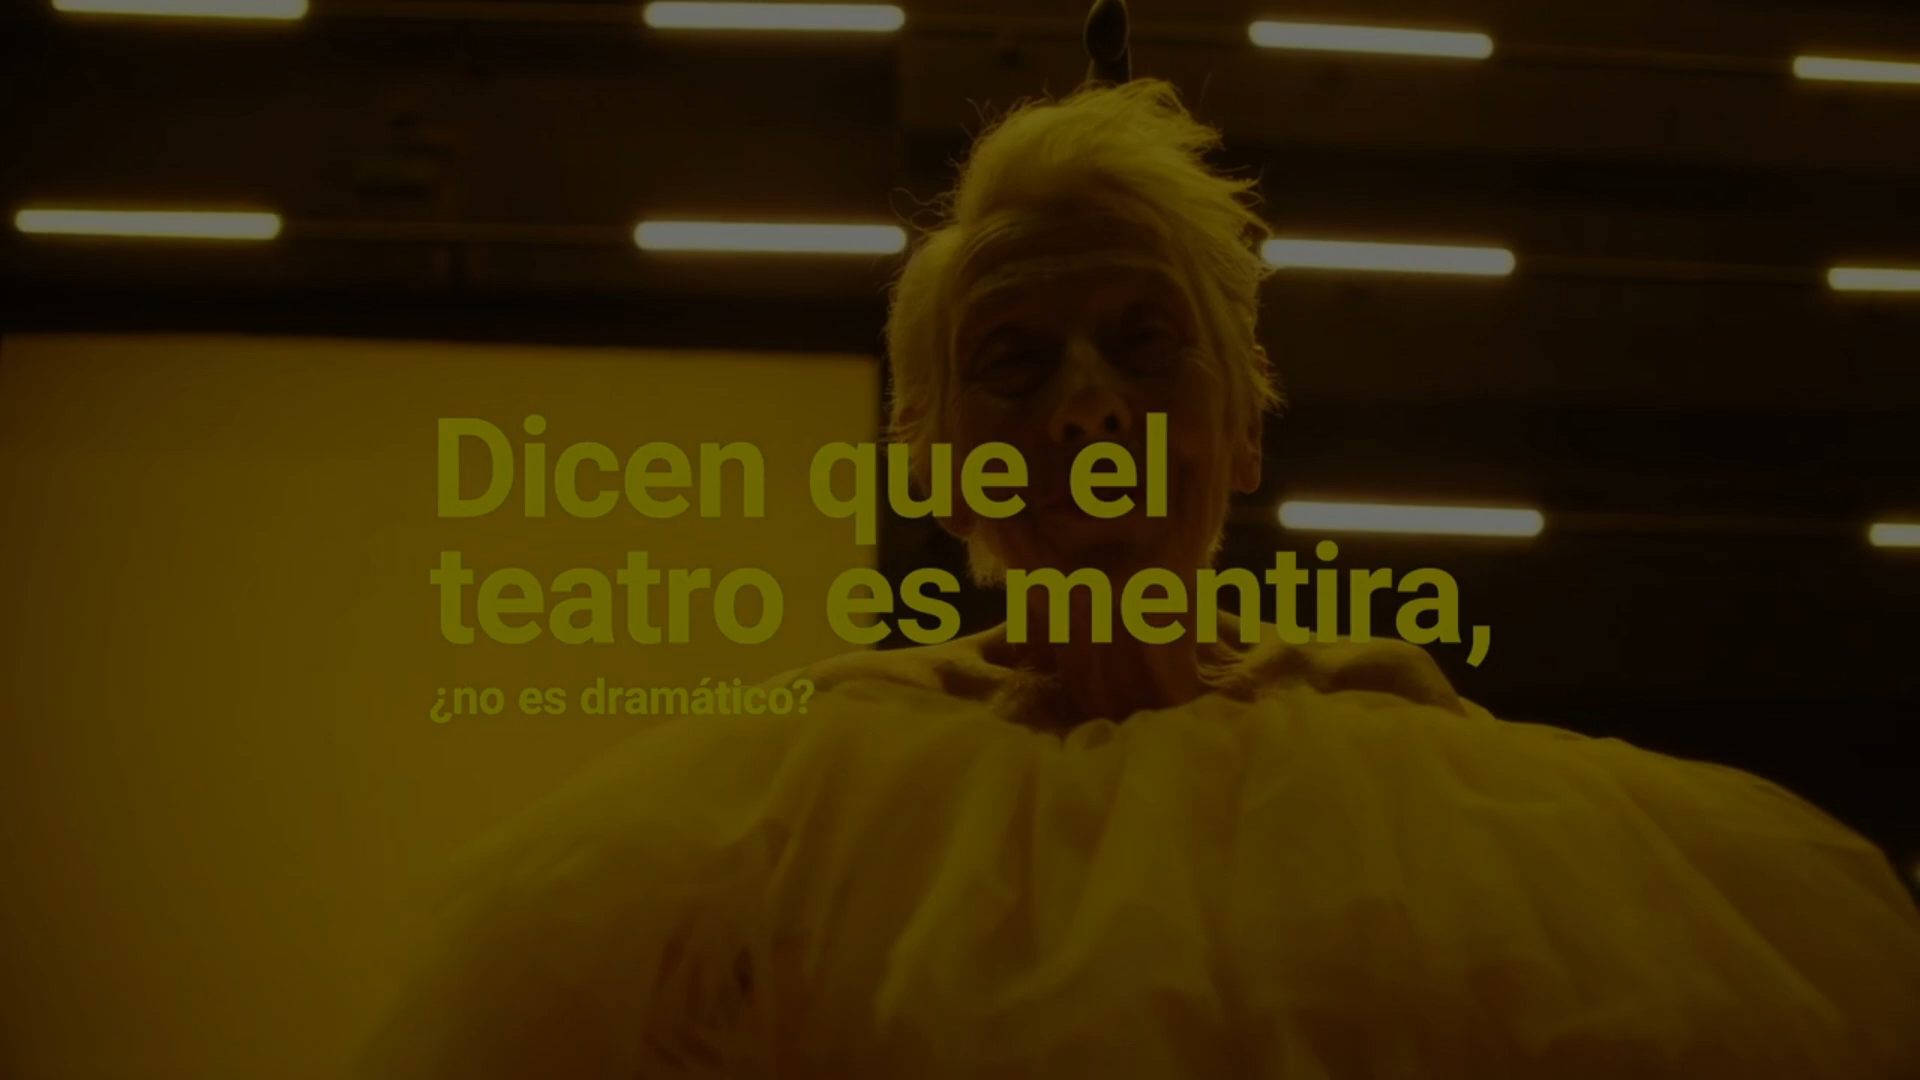 Dicen que el
teatro es mentira,
¿no es dramático?